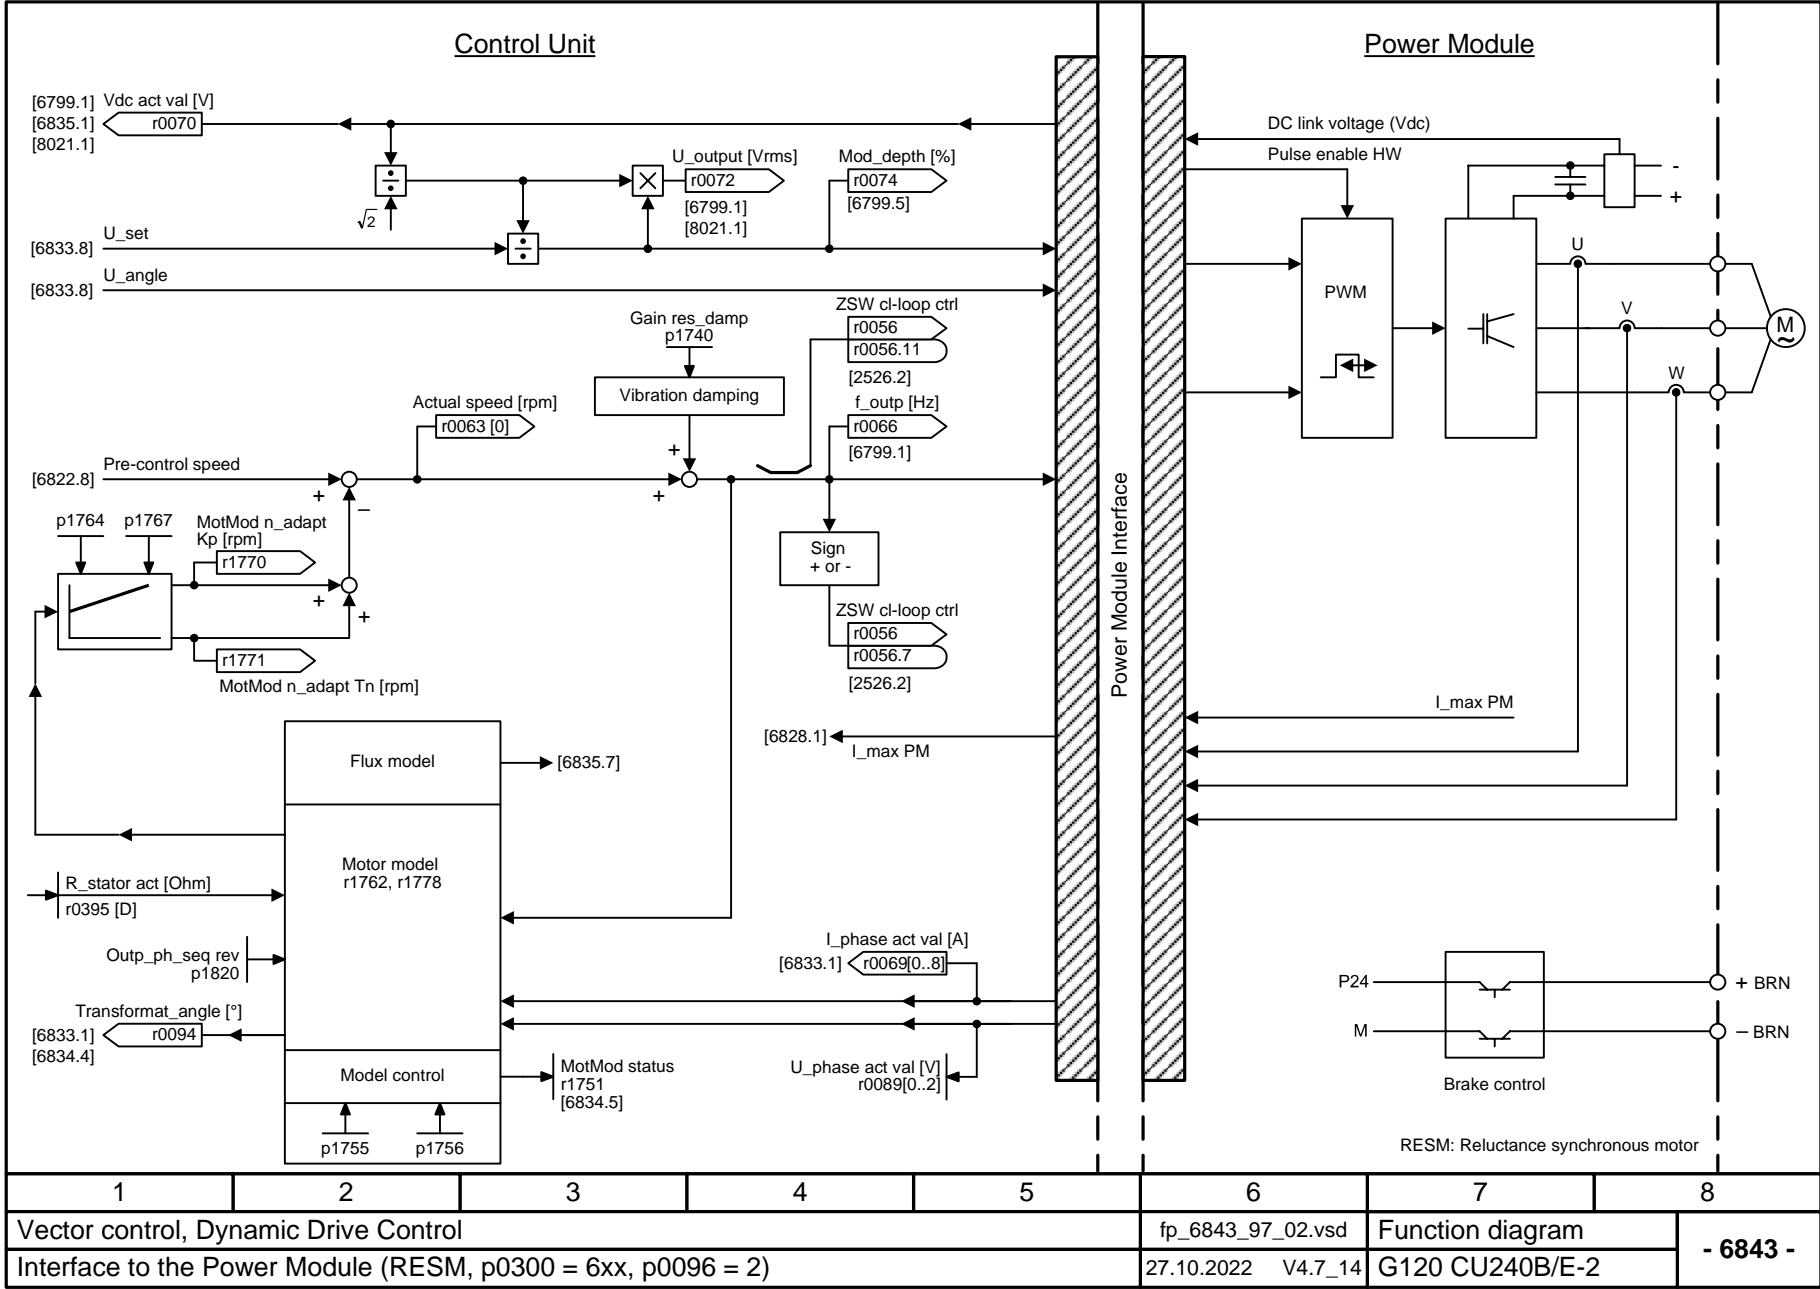 Control Unit
Power Module
[6799.1] Vdc act val [V]
[6835.1] r0070
[8021.1]
÷
√2
×
U_output [Vrms]
r0072
[6799.1]
[8021.1]
Mod_depth [%]
r0074
[6799.5]
[6833.8] U_set
÷
[6833.8] U_angle
Gain res_damp
p1740
Vibration damping
+
ZSW cl-loop ctrl
r0056
r0056.11
[2526.2]
f_outp [Hz]
r0066
[6799.1]
Actual speed [rpm]
r0063 [0]
[6822.8] Pre-control speed
+
–
+
p1764 p1767
MotMod n_adapt
Kp [rpm]
r1770
+
+
r1771
MotMod n_adapt Tn [rpm]
Sign
+ or -
ZSW cl-loop ctrl
r0056
r0056.7
[2526.2]
[6828.1]
I_max PM
Flux model
[6835.7]
Motor model
r1762, r1778
R_stator act [Ohm]
r0395 [D]
Outp_ph_seq rev
p1820
Transformat_angle [°]
[6833.1] r0094
[6834.4]
I_phase act val [A]
[6833.1] r0069[0..8]
U_phase act val [V]
r0089[0..2]
Model control
MotMod status
r1751
[6834.5]
p1755 p1756
Power Module Interface
DC link voltage (Vdc)
Pulse enable HW
-
+
PWM
U
V
W
M
~
I_max PM
P24
+ BRN
M
– BRN
Brake control
RESM: Reluctance synchronous motor
1 2 3 4 5 6 7 8
Vector control, Dynamic Drive Control
fp_6843_97_02.vsd
Function diagram
- 6843 -
Interface to the Power Module (RESM, p0300 = 6xx, p0096 = 2)
27.10.2022 V4.7_14
G120 CU240B/E-2